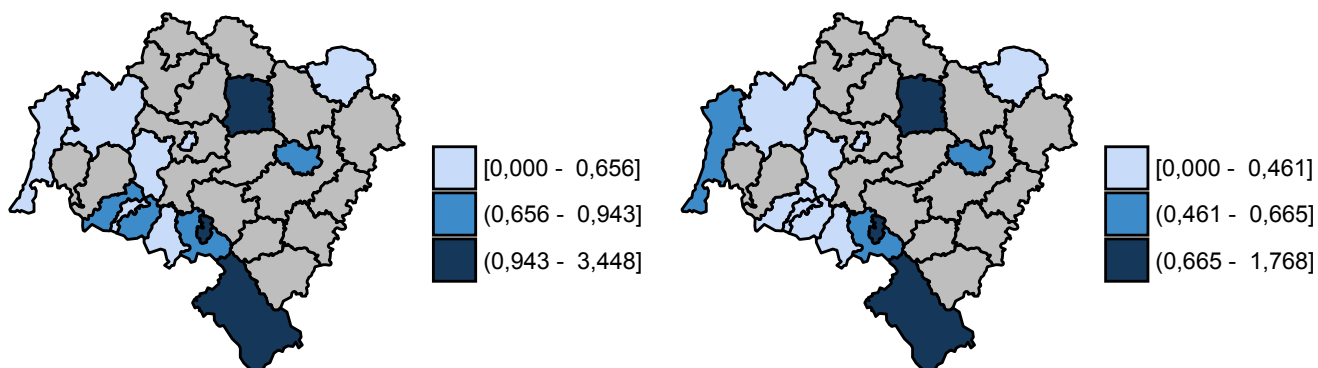 [0,000 - 0,656]
(0,656 - 0,943]
(0,943 - 3,448]
[0,000 - 0,461]
(0,461 - 0,665]
(0,665 - 1,768]